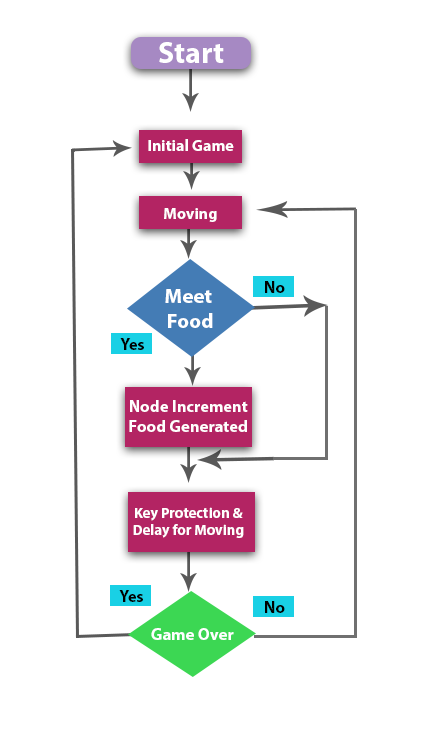 Start
Initial Game
Moving
Meet
Food
No
Yes
Node Increment
Food Generated
Key Protection &
Delay for Moving
Yes
No
Game Over